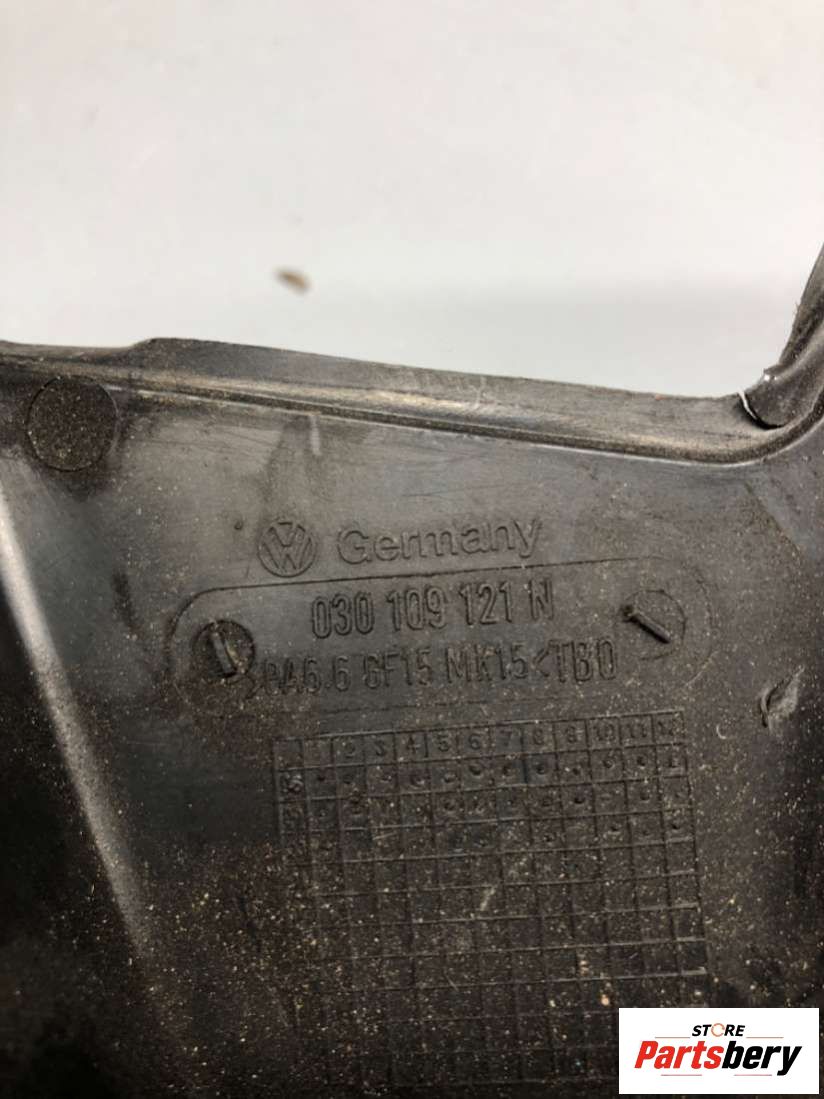 VW Germany
030 109 121 N
>PA6.6 GF15 MK15< TBO
1 2 3 4 5 6 7 8 9 10 11 12
STORE
Partsbery